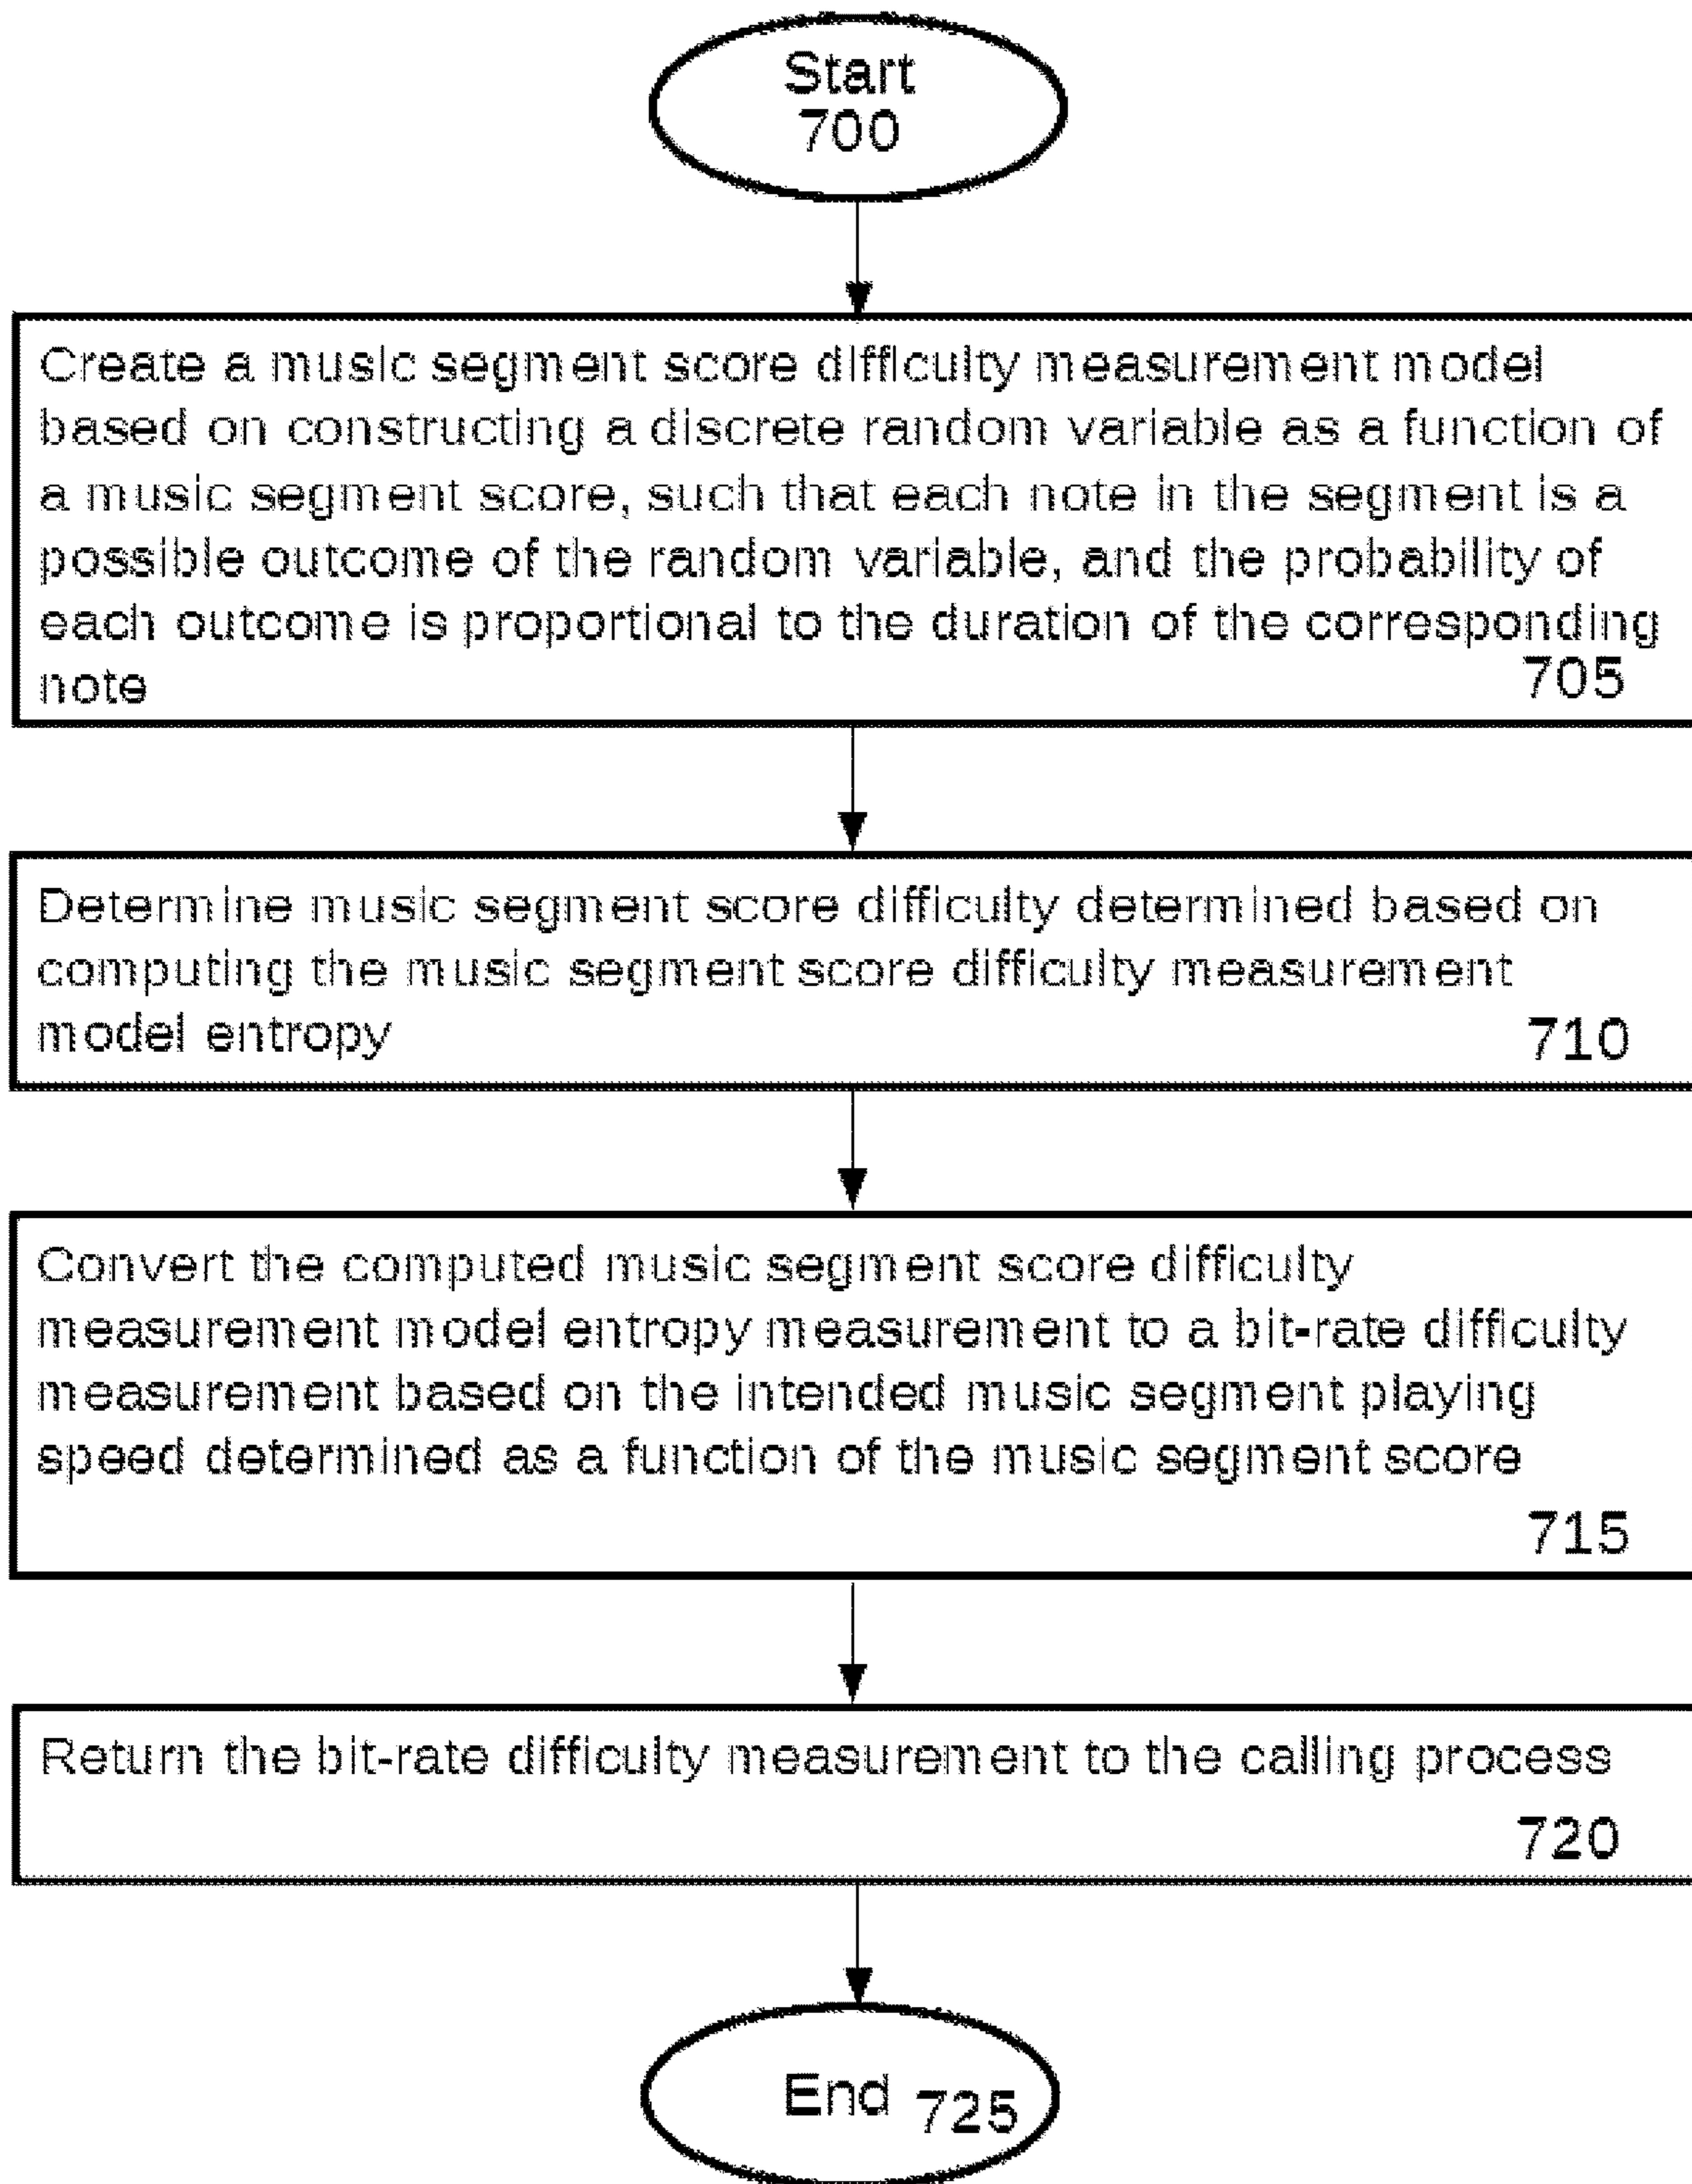 Start
700
Create a music segment score difficulty measurement model
based on constructing a discrete random variable as a function of
a music segment score, such that each note in the segment is a
possible outcome of the random variable, and the probability of
each outcome is proportional to the duration of the corresponding
note
705
Determine music segment score difficulty determined based on
computing the music segment score difficulty measurement
model entropy
710
Convert the computed music segment score difficulty
measurement model entropy measurement to a bit-rate difficulty
measurement based on the intended music segment playing
speed determined as a function of the music segment score
715
Return the bit-rate difficulty measurement to the calling process
720
End 725